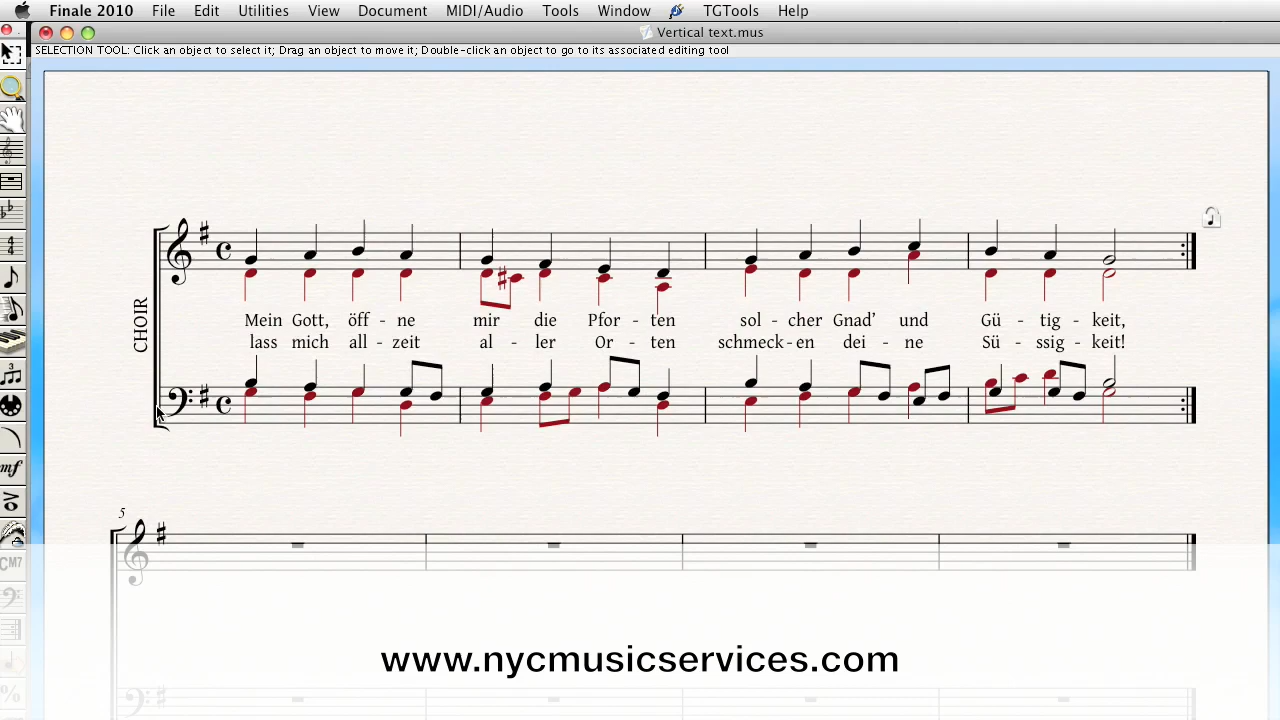 Finale 2010 File Edit Utilities View Document MIDI/Audio Tools Window TGTools Help
Vertical text.mus
SELECTION TOOL: Click an object to select it; Drag an object to move it; Double-click an object to go to its associated editing tool
CHOIR
Mein Gott, öff - ne mir die Pfor - ten sol - cher Gnad’ und Gü - tig - keit,
lass mich all - zeit al - ler Or - ten schmeck - en dei - ne Sü - ssig - keit!
5
mf
CM7
www.nycmusicservices.com